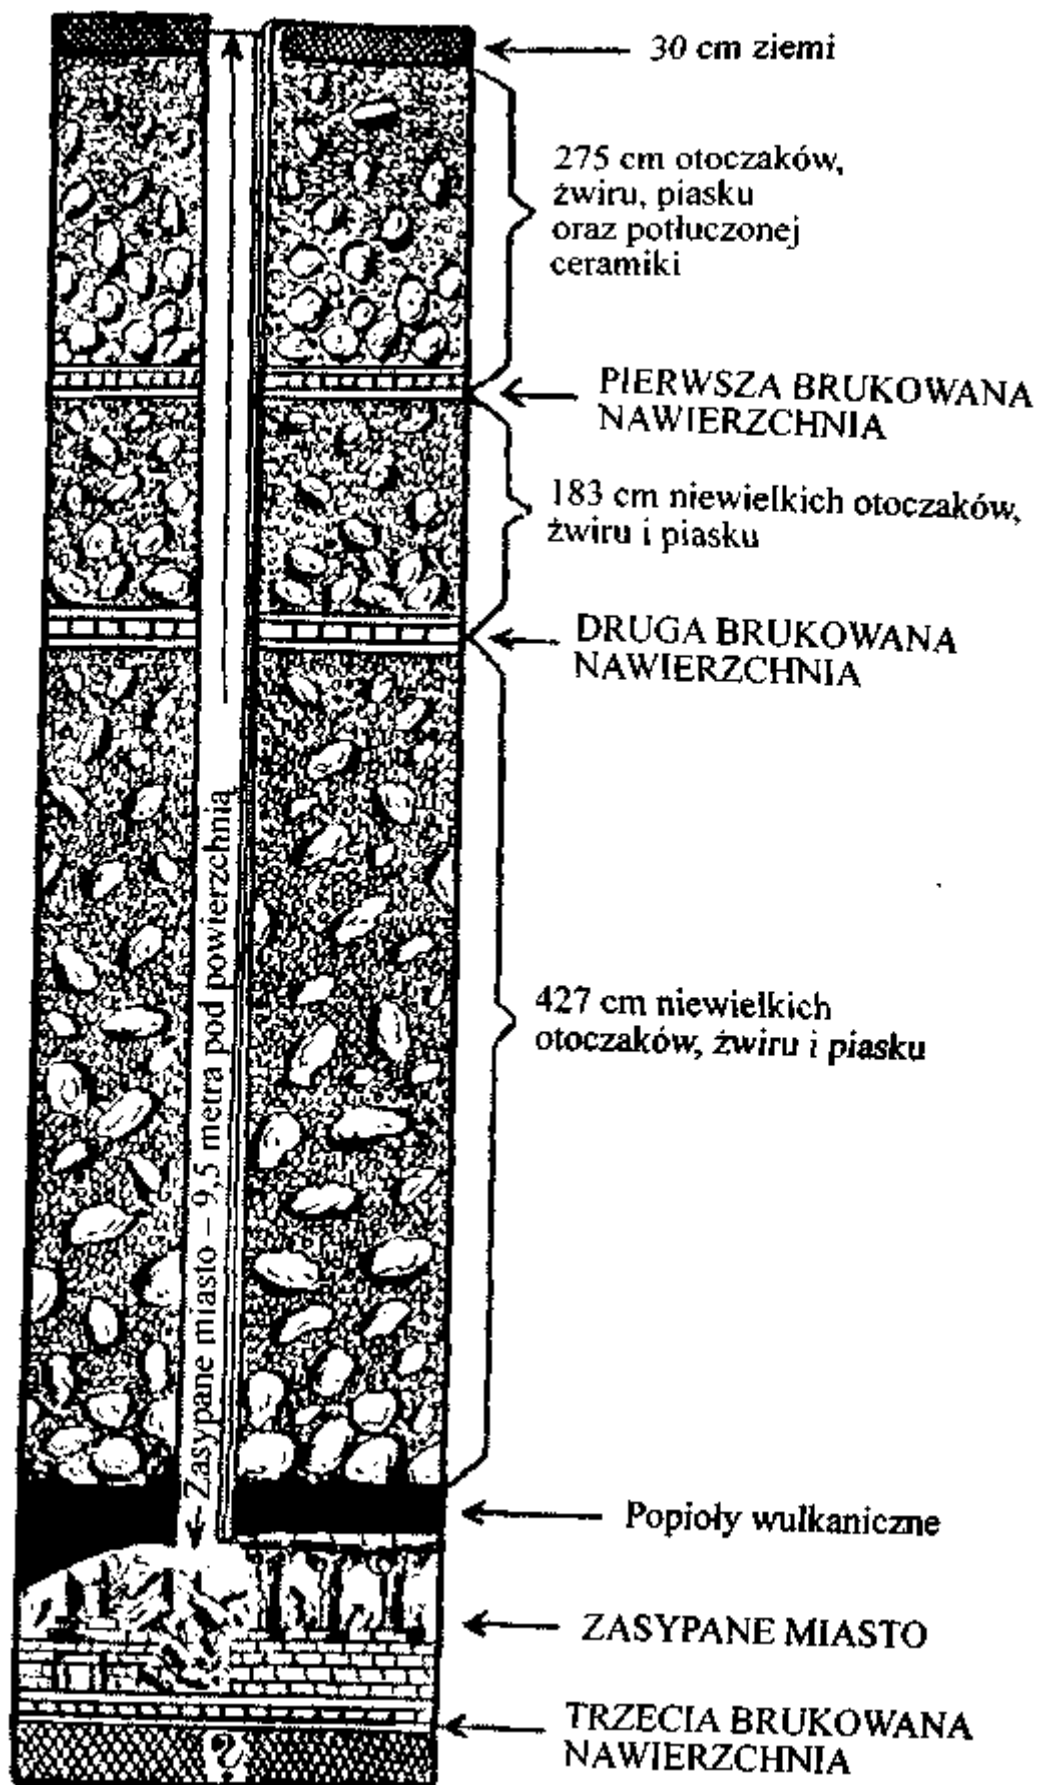 30 cm ziemi
275 cm otoczaków,
żwiru, piasku
oraz potłuczonej
ceramiki
PIERWSZA BRUKOWANA
NAWIERZCHNIA
183 cm niewielkich otoczaków,
żwiru i piasku
DRUGA BRUKOWANA
NAWIERZCHNIA
Zasypane miasto – 9,5 metra pod powierzchnią
427 cm niewielkich
otoczaków, żwiru i piasku
Popioły wulkaniczne
ZASYPANE MIASTO
TRZECIA BRUKOWANA
NAWIERZCHNIA
?